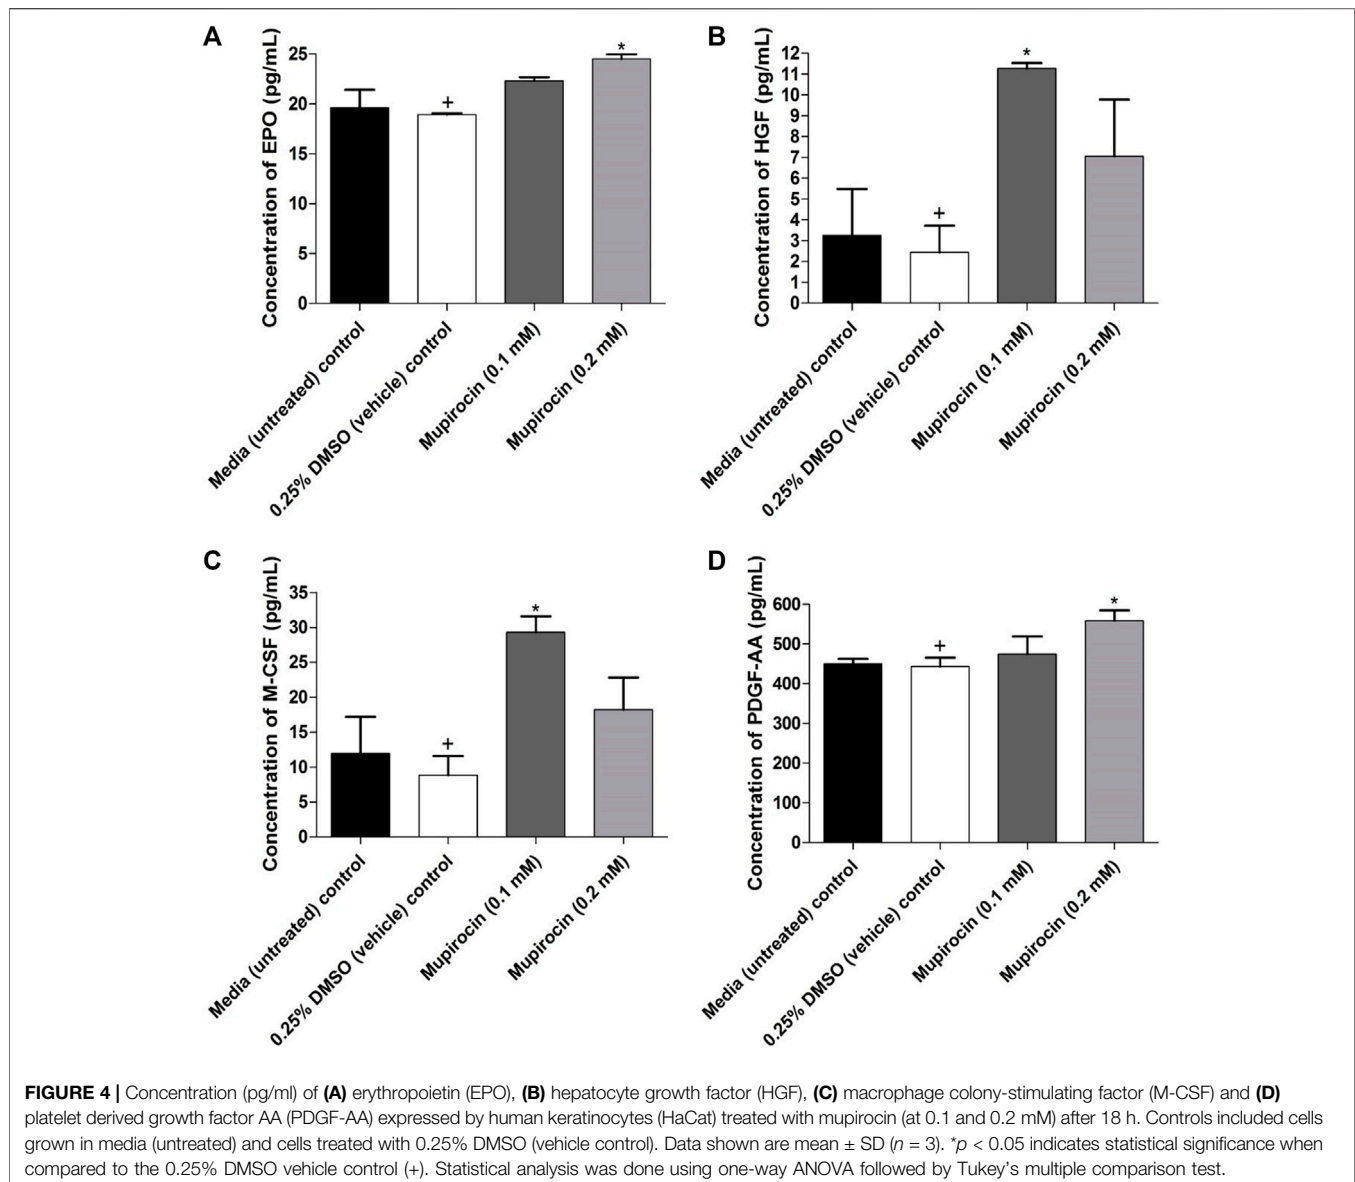 A
Concentration of EPO (pg/mL)
25
20
15
10
5
0
+
*
Media (untreated) control
0.25% DMSO (vehicle) control
Mupirocin (0.1 mM)
Mupirocin (0.2 mM)
B
Concentration of HGF (pg/mL)
12
11
10
9
8
7
6
5
4
3
2
1
0
+
*
Media (untreated) control
0.25% DMSO (vehicle) control
Mupirocin (0.1 mM)
Mupirocin (0.2 mM)
C
Concentration of M-CSF (pg/mL)
35
30
25
20
15
10
5
0
+
*
Media (untreated) control
0.25% DMSO (vehicle) control
Mupirocin (0.1 mM)
Mupirocin (0.2 mM)
D
Concentration of PDGF-AA (pg/mL)
600
500
400
300
200
100
0
+
*
Media (untreated) control
0.25% DMSO (vehicle) control
Mupirocin (0.1 mM)
Mupirocin (0.2 mM)
FIGURE 4 | Concentration (pg/ml) of (A) erythropoietin (EPO), (B) hepatocyte growth factor (HGF), (C) macrophage colony-stimulating factor (M-CSF) and (D)
platelet derived growth factor AA (PDGF-AA) expressed by human keratinocytes (HaCat) treated with mupirocin (at 0.1 and 0.2 mM) after 18 h. Controls included cells
grown in media (untreated) and cells treated with 0.25% DMSO (vehicle control). Data shown are mean ± SD (n = 3). *p < 0.05 indicates statistical significance when
compared to the 0.25% DMSO vehicle control (+). Statistical analysis was done using one-way ANOVA followed by Tukey’s multiple comparison test.